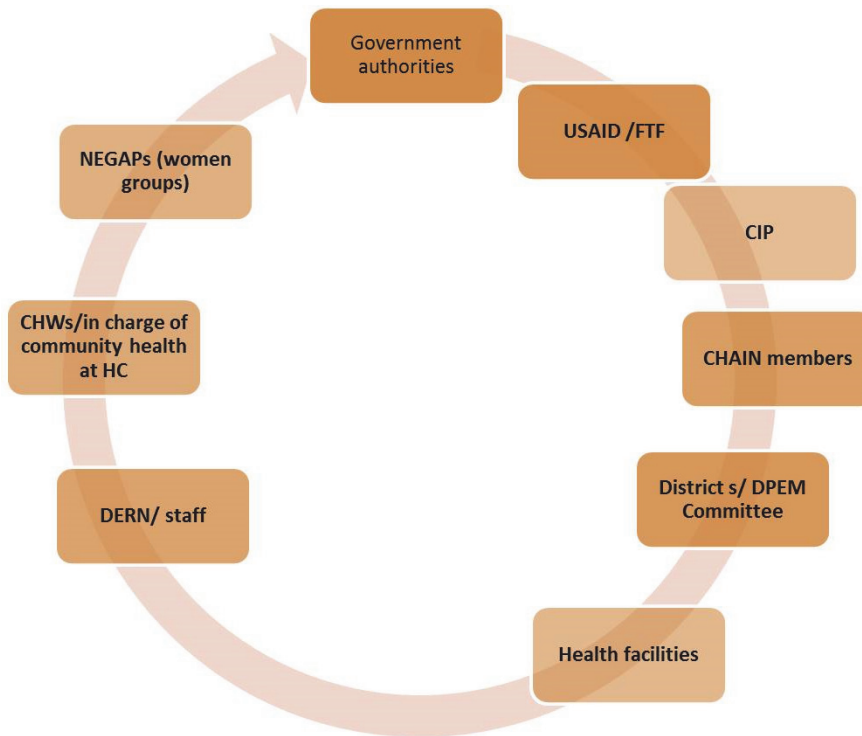 Government
authorities
USAID /FTF
CIP
CHAIN members
District s/ DPEM
Committee
Health facilities
DERN/ staff
CHWs/in charge of
community health
at HC
NEGAPs (women
groups)